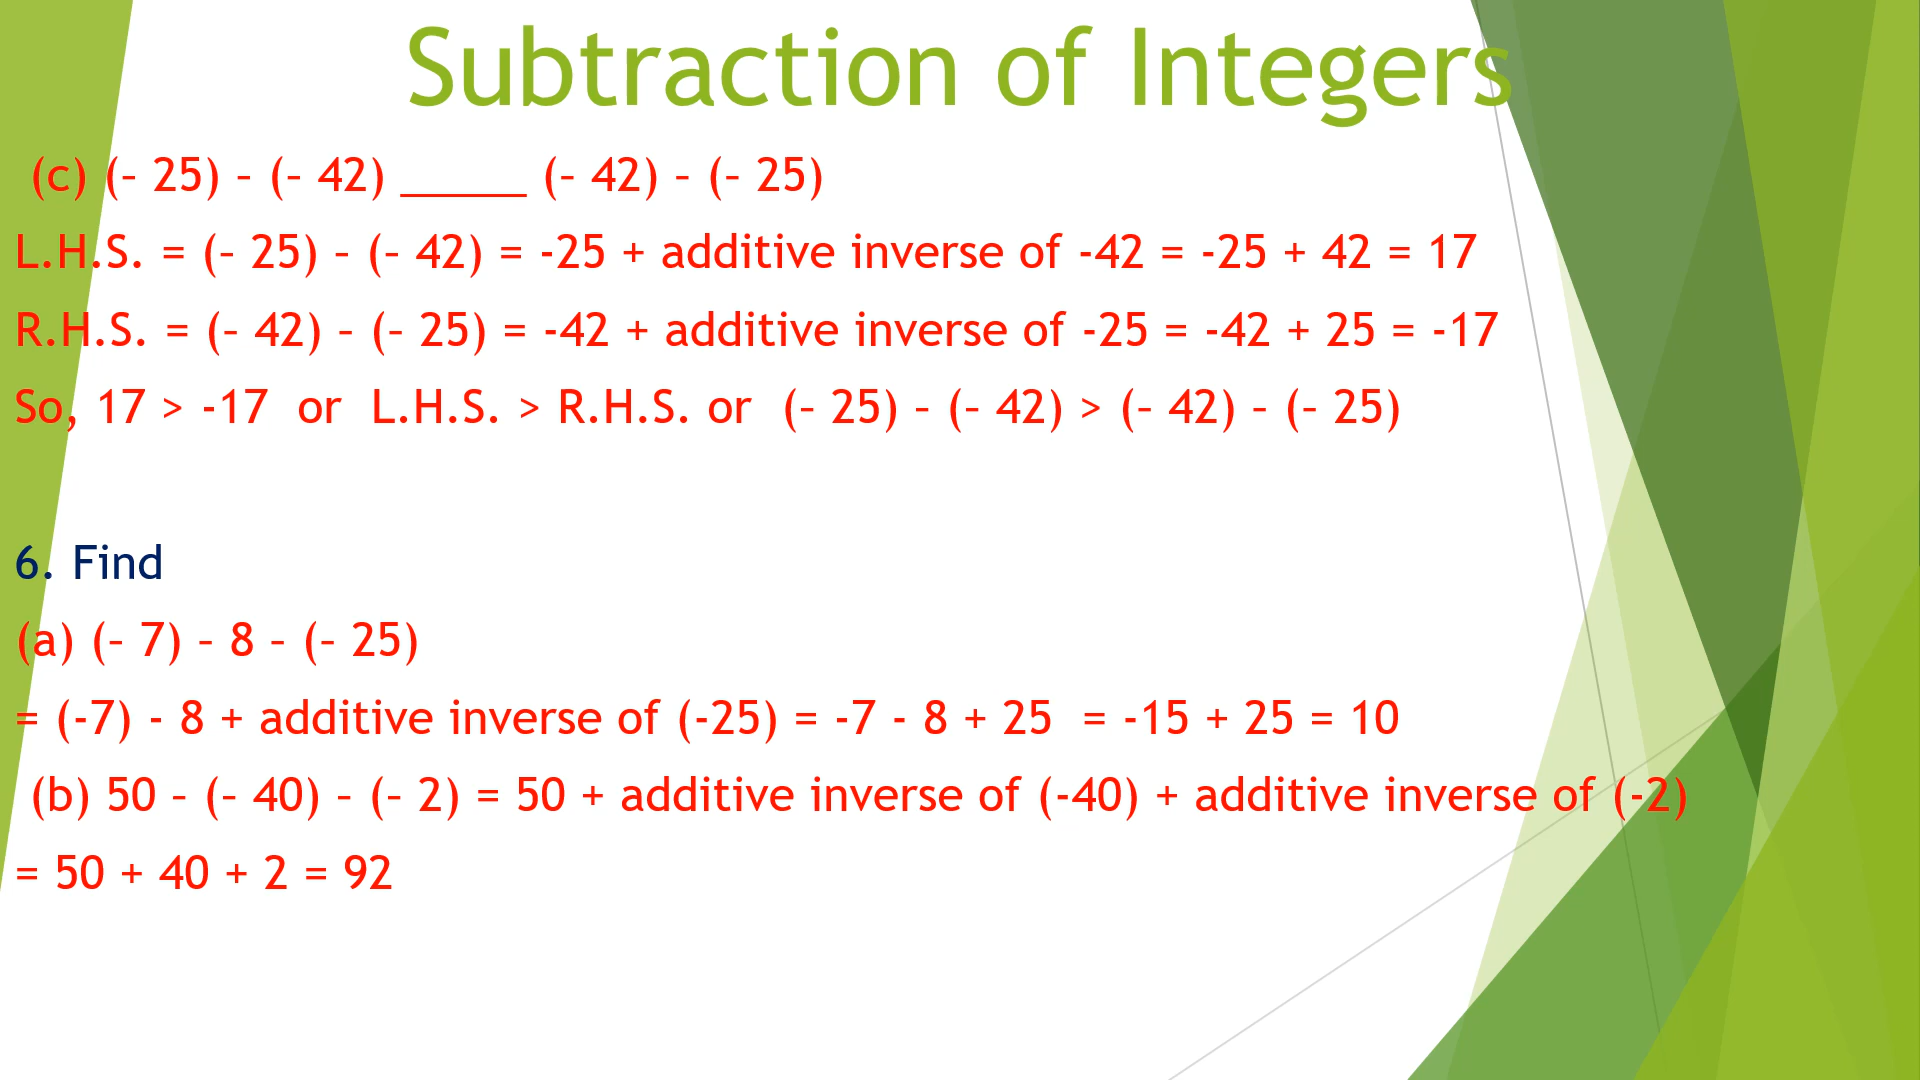 Subtraction of Integers
(c) (– 25) – (– 42) _____ (– 42) – (– 25)
L.H.S. = (– 25) – (– 42) = -25 + additive inverse of -42 = -25 + 42 = 17
R.H.S. = (– 42) – (– 25) = -42 + additive inverse of -25 = -42 + 25 = -17
So, 17 > -17 or L.H.S. > R.H.S. or (– 25) – (– 42) > (– 42) – (– 25)
6. Find
(a) (– 7) – 8 – (– 25)
= (-7) - 8 + additive inverse of (-25) = -7 - 8 + 25 = -15 + 25 = 10
(b) 50 – (– 40) – (– 2) = 50 + additive inverse of (-40) + additive inverse of (-2)
= 50 + 40 + 2 = 92